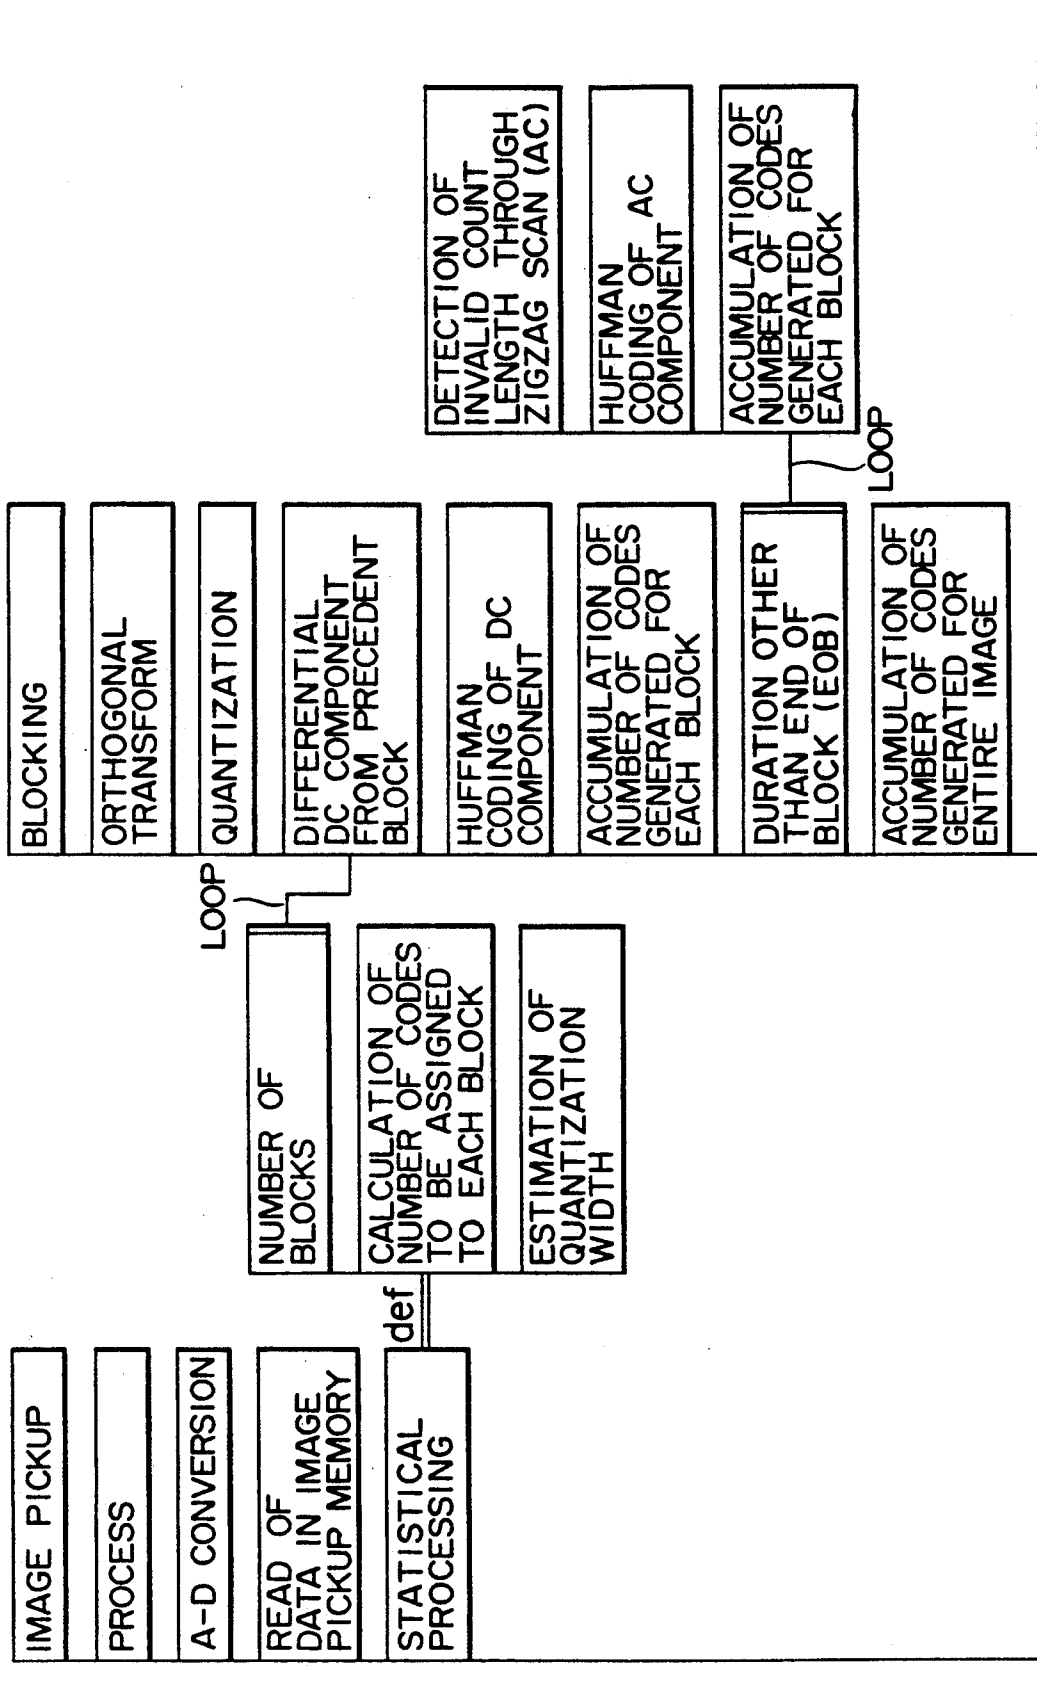 IMAGE PICKUP
PROCESS
A-D CONVERSION
READ OF
DATA IN IMAGE
PICKUP MEMORY
STATISTICAL
PROCESSING
def
NUMBER OF
BLOCKS
CALCULATION OF
NUMBER OF CODES
TO BE ASSIGNED
TO EACH BLOCK
ESTIMATION OF
QUANTIZATION
WIDTH
LOOP
BLOCKING
ORTHOGONAL
TRANSFORM
QUANTIZATION
DIFFERENTIAL
DC COMPONENT
FROM PRECEDENT
BLOCK
HUFFMAN
CODING OF DC
COMPONENT
ACCUMULATION OF
NUMBER OF CODES
GENERATED FOR
EACH BLOCK
DURATION OTHER
THAN END OF
BLOCK (EOB)
ACCUMULATION OF
NUMBER OF CODES
GENERATED FOR
ENTIRE IMAGE
LOOP
DETECTION OF
INVALID COUNT
LENGTH THROUGH
ZIGZAG SCAN (AC)
HUFFMAN
CODING OF AC
COMPONENT
ACCUMULATION OF
NUMBER OF CODES
GENERATED FOR
EACH BLOCK